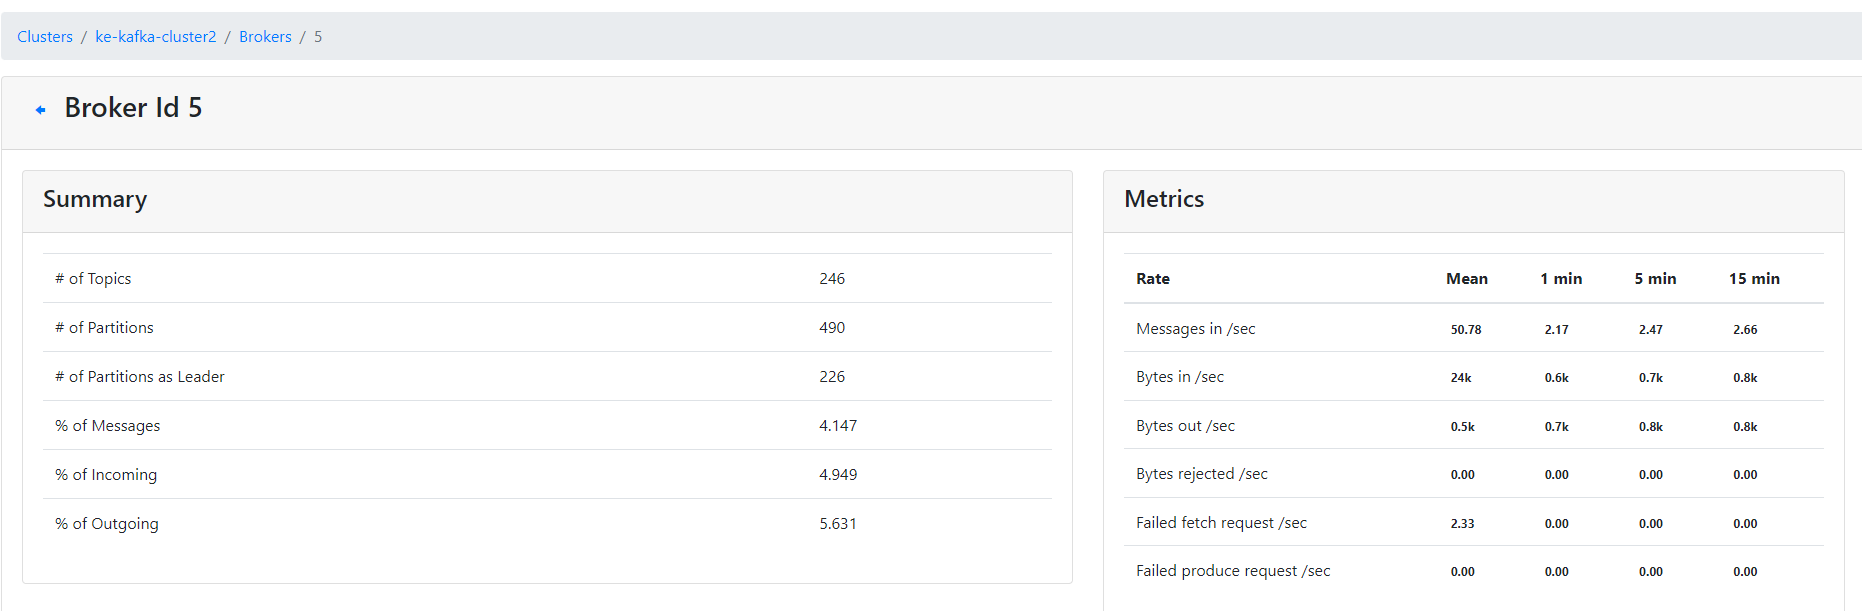 Clusters / ke-kafka-cluster2 / Brokers / 5
Broker Id 5
Summary
# of Topics 246
# of Partitions 490
# of Partitions as Leader 226
% of Messages 4.147
% of Incoming 4.949
% of Outgoing 5.631
Metrics
Rate Mean 1 min 5 min 15 min
Messages in /sec 50.78 2.17 2.47 2.66
Bytes in /sec 24k 0.6k 0.7k 0.8k
Bytes out /sec 0.5k 0.7k 0.8k 0.8k
Bytes rejected /sec 0.00 0.00 0.00 0.00
Failed fetch request /sec 2.33 0.00 0.00 0.00
Failed produce request /sec 0.00 0.00 0.00 0.00